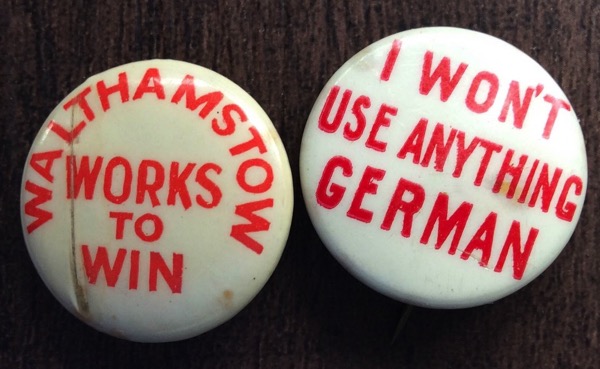 WALTHAMSTOW
WORKS
TO
WIN
I WON'T
USE ANYTHING
GERMAN